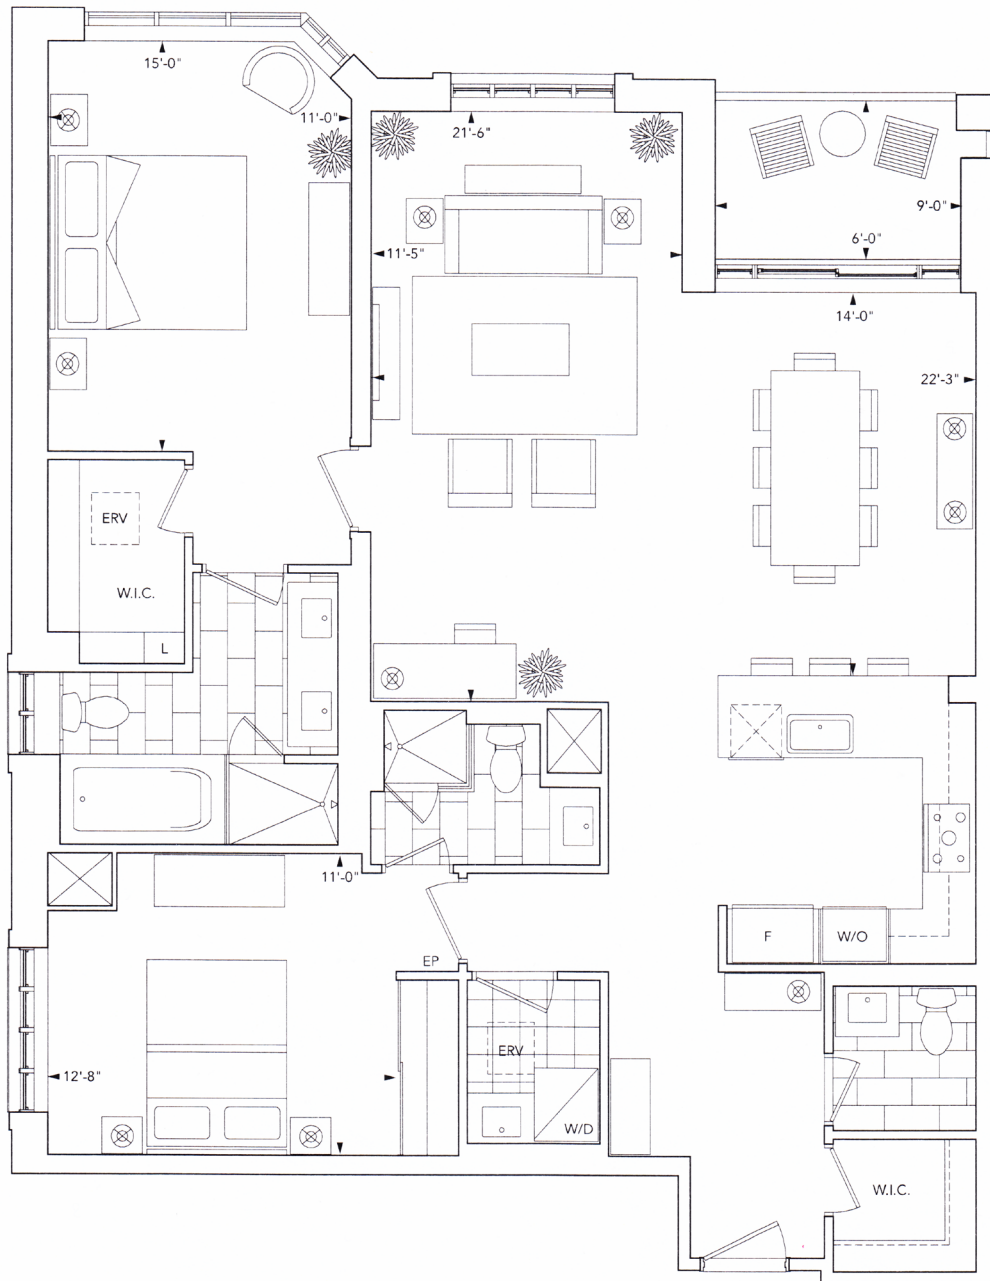 15'-0"
11'-0"
21'-6"
9'-0"
6'-0"
11'-5"
14'-0"
22'-3"
ERV
W.I.C.
L
11'-0"
F
W/O
EP
ERV
12'-8"
W/D
W.I.C.